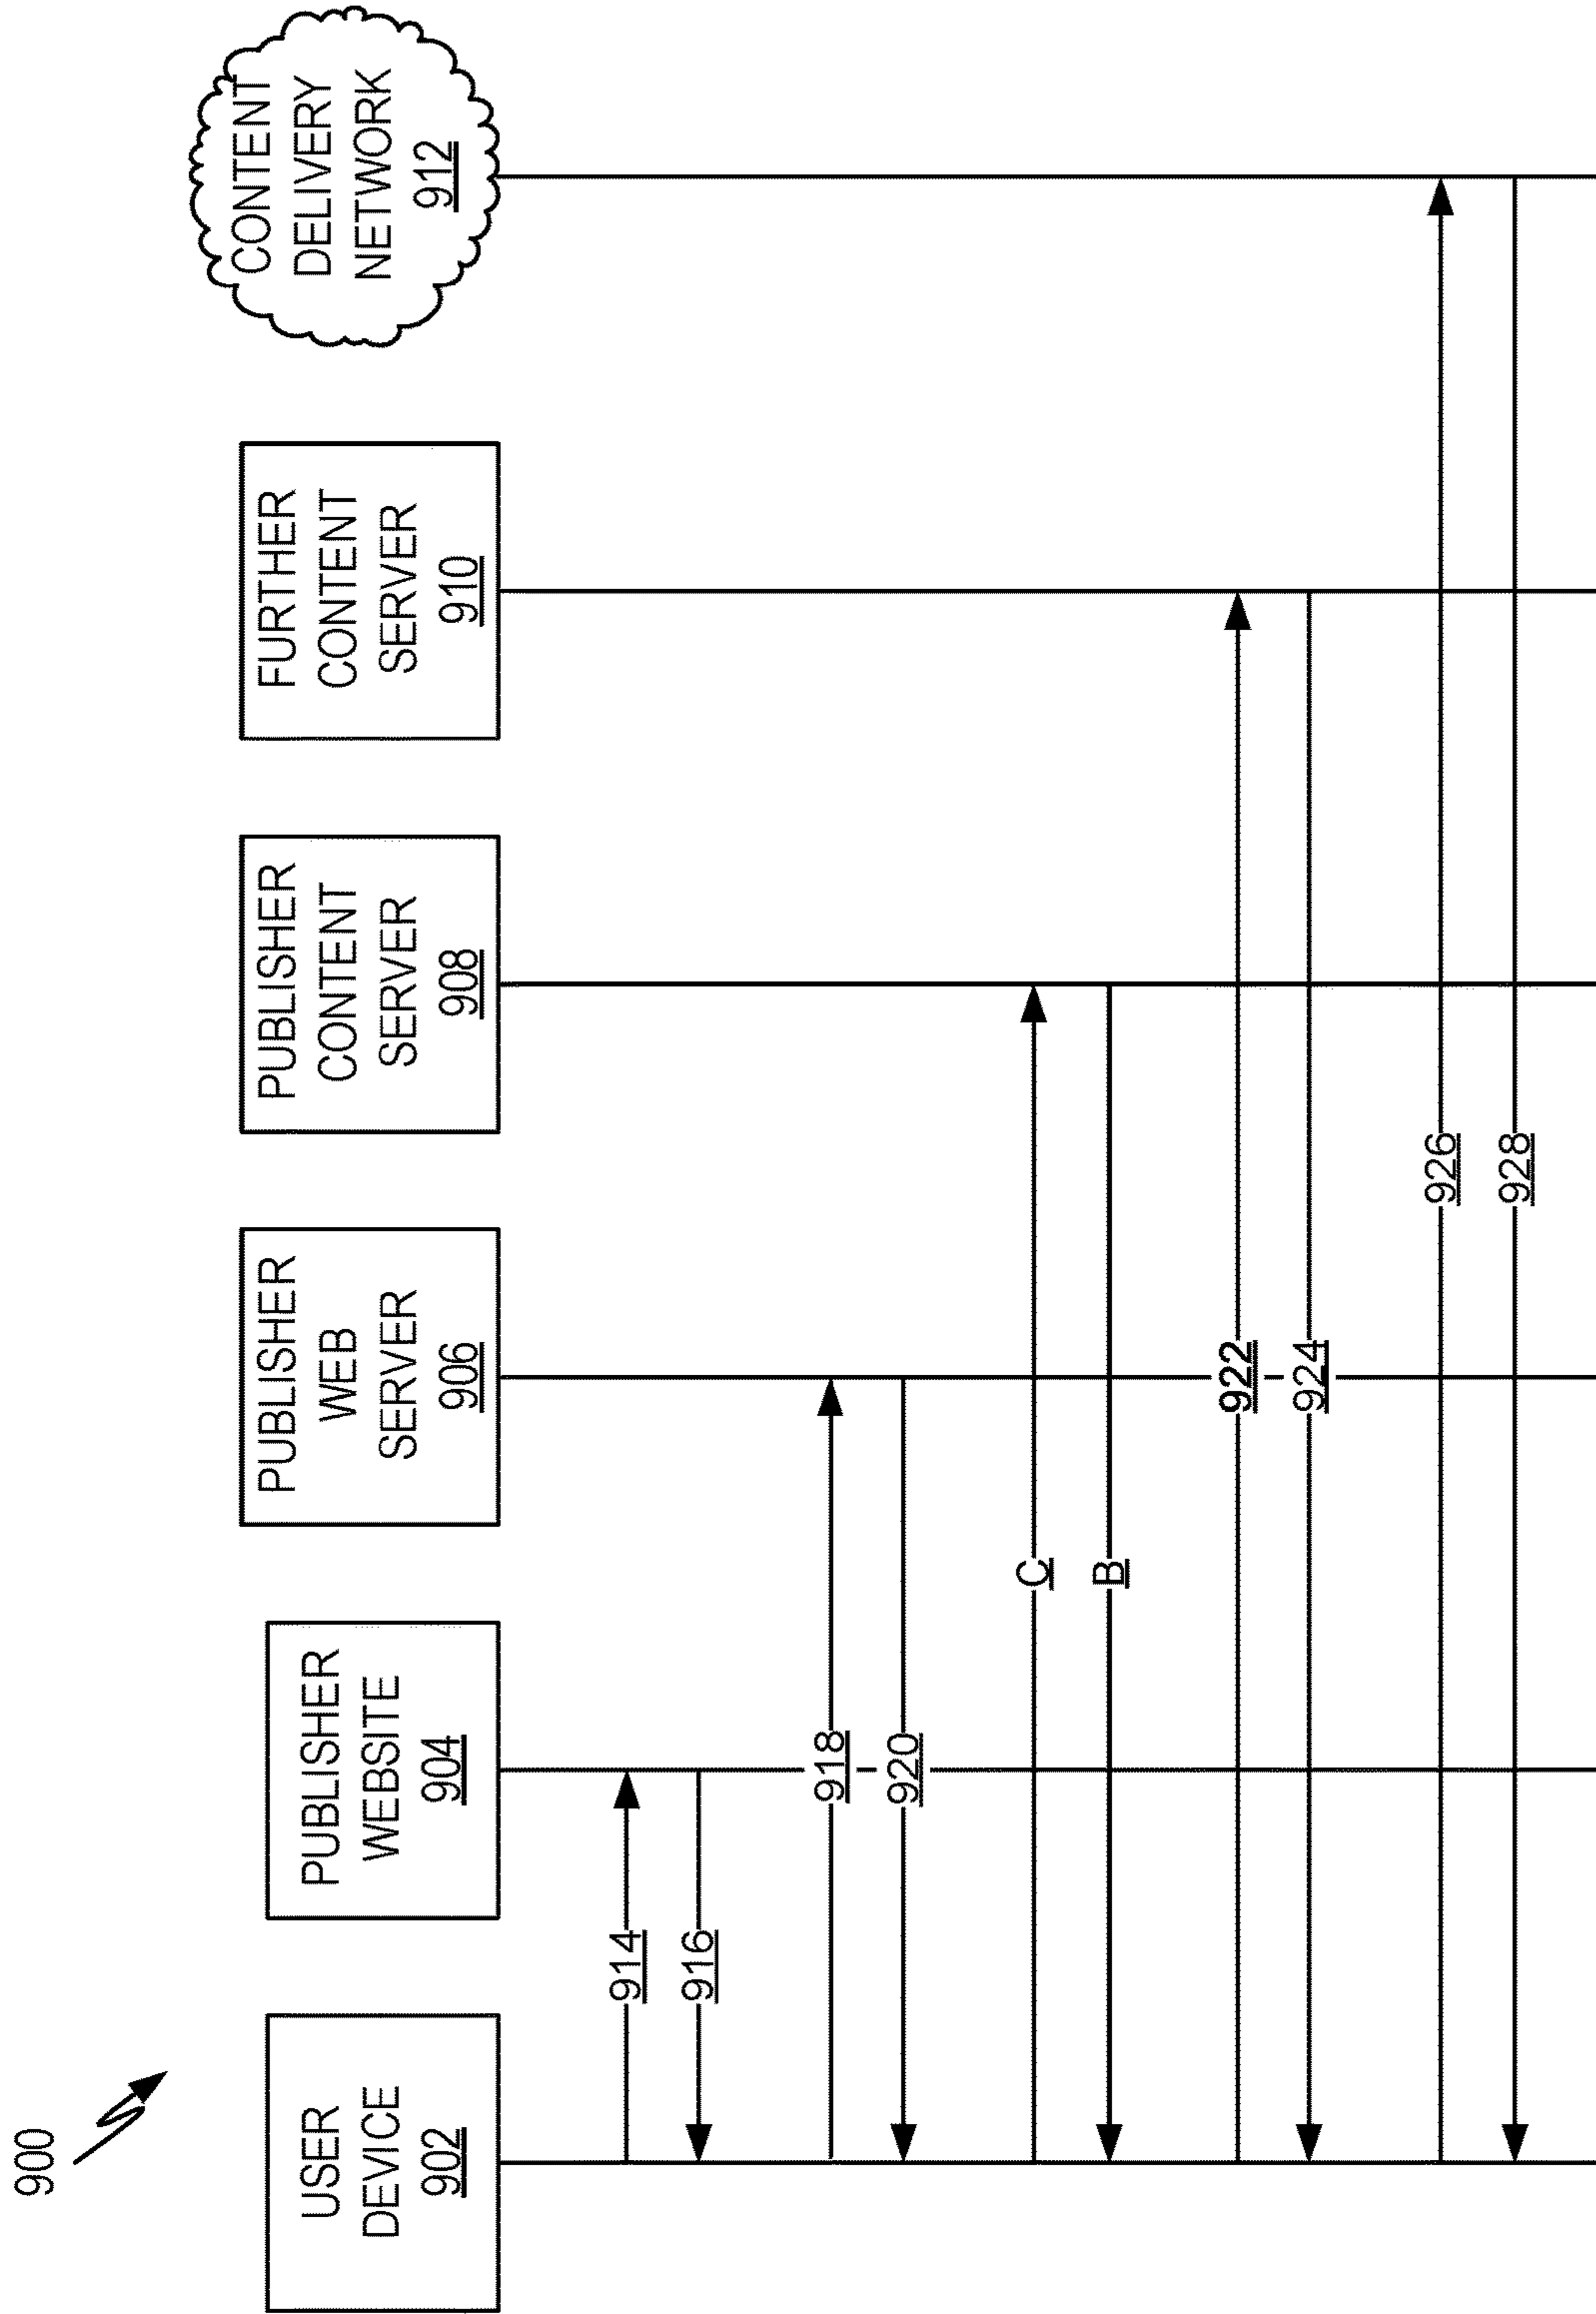 900
USER
DEVICE
902
PUBLISHER
WEBSITE
904
PUBLISHER
WEB
SERVER
906
PUBLISHER
CONTENT
SERVER
908
FURTHER
CONTENT
SERVER
910
CONTENT
DELIVERY
NETWORK
912
914
916
918
920
C
B
922
924
926
928